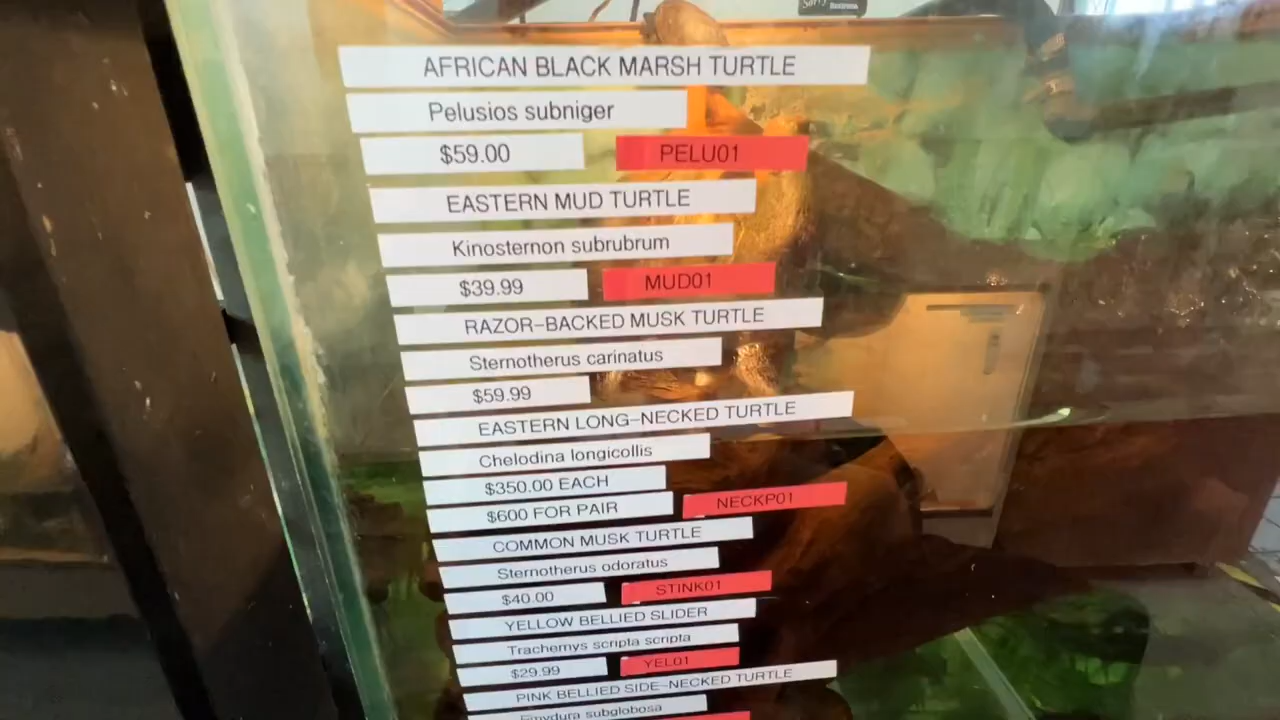 AFRICAN BLACK MARSH TURTLE
Pelusios subniger
$59.00 PELU01
EASTERN MUD TURTLE
Kinosternon subrubrum
$39.99 MUD01
RAZOR-BACKED MUSK TURTLE
Sternotherus carinatus
$59.99
EASTERN LONG-NECKED TURTLE
Chelodina longicollis
$350.00 EACH
$600 FOR PAIR NECKP01
COMMON MUSK TURTLE
Sternotherus odoratus
$40.00 STINK01
YELLOW BELLIED SLIDER
Trachemys scripta scripta
$29.99 YEL01
PINK BELLIED SIDE-NECKED TURTLE
Emydura subglobosa